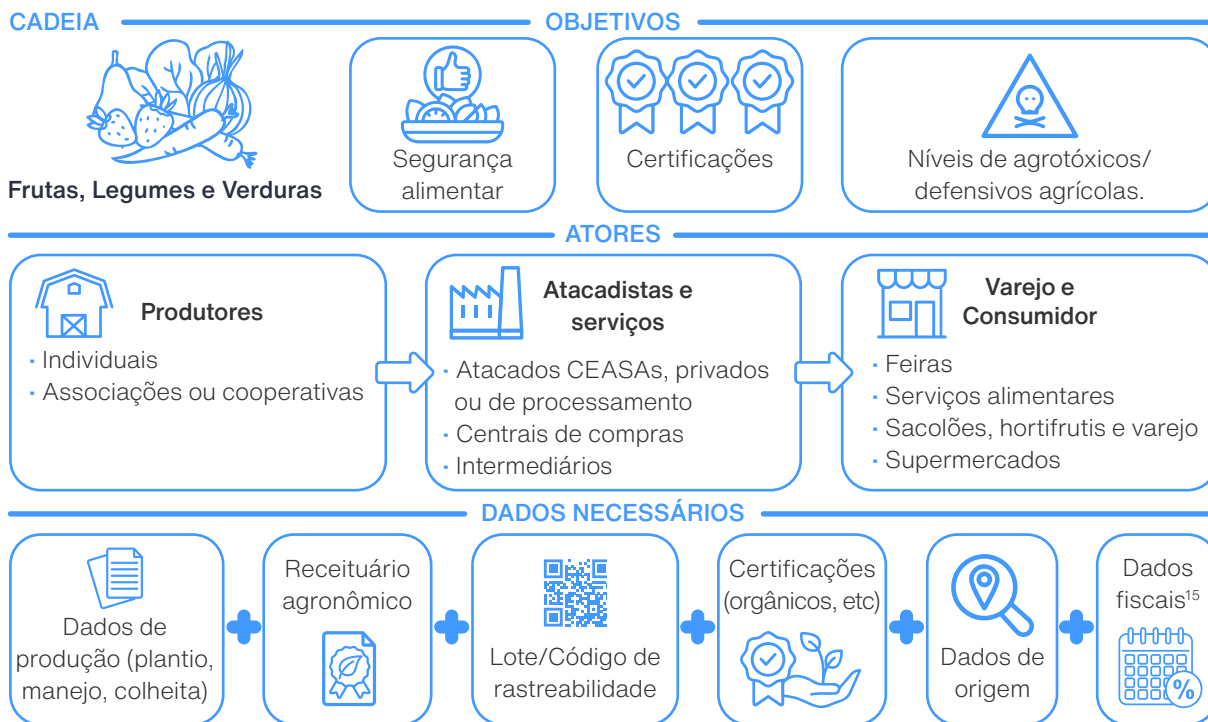 CADEIA
OBJETIVOS
Frutas, Legumes e Verduras
Segurança
alimentar
Certificações
Níveis de agrotóxicos/
defensivos agrícolas.
ATORES
Produtores
· Individuais
· Associações ou cooperativas
Atacadistas e
serviços
· Atacados CEASAs, privados
ou de processamento
· Centrais de compras
· Intermediários
Varejo e
Consumidor
· Feiras
· Serviços alimentares
· Sacolões, hortifrutis e varejo
· Supermercados
DADOS NECESSÁRIOS
Dados de
produção (plantio,
manejo, colheita)
Receituário
agronômico
Lote/Código de
rastreabilidade
Certificações
(orgânicos, etc)
Dados de
origem
Dados
fiscais¹⁵
%